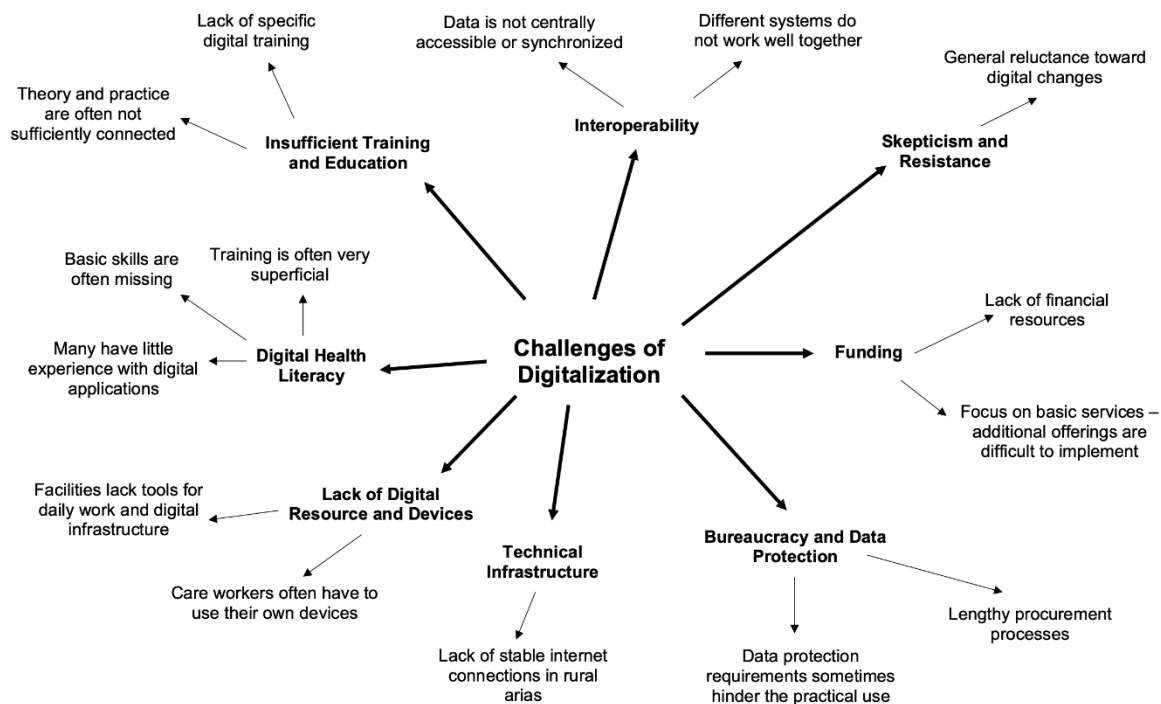 Lack of specific
digital training
Theory and practice
are often not
sufficiently connected
Insufficient Training
and Education
Data is not centrally
accessible or synchronized
Different systems do
not work well together
Interoperability
General reluctance toward
digital changes
Skepticism and
Resistance
Basic skills are
often missing
Training is often very
superficial
Many have little
experience with digital
applications
Digital Health
Literacy
Challenges of
Digitalization
Funding
Lack of financial
resources
Focus on basic services –
additional offerings are
difficult to implement
Facilities lack tools for
daily work and digital
infrastructure
Lack of Digital
Resource and Devices
Care workers often have to
use their own devices
Technical
Infrastructure
Lack of stable internet
connections in rural
arias
Bureaucracy and Data
Protection
Data protection
requirements sometimes
hinder the practical use
Lengthy procurement
processes